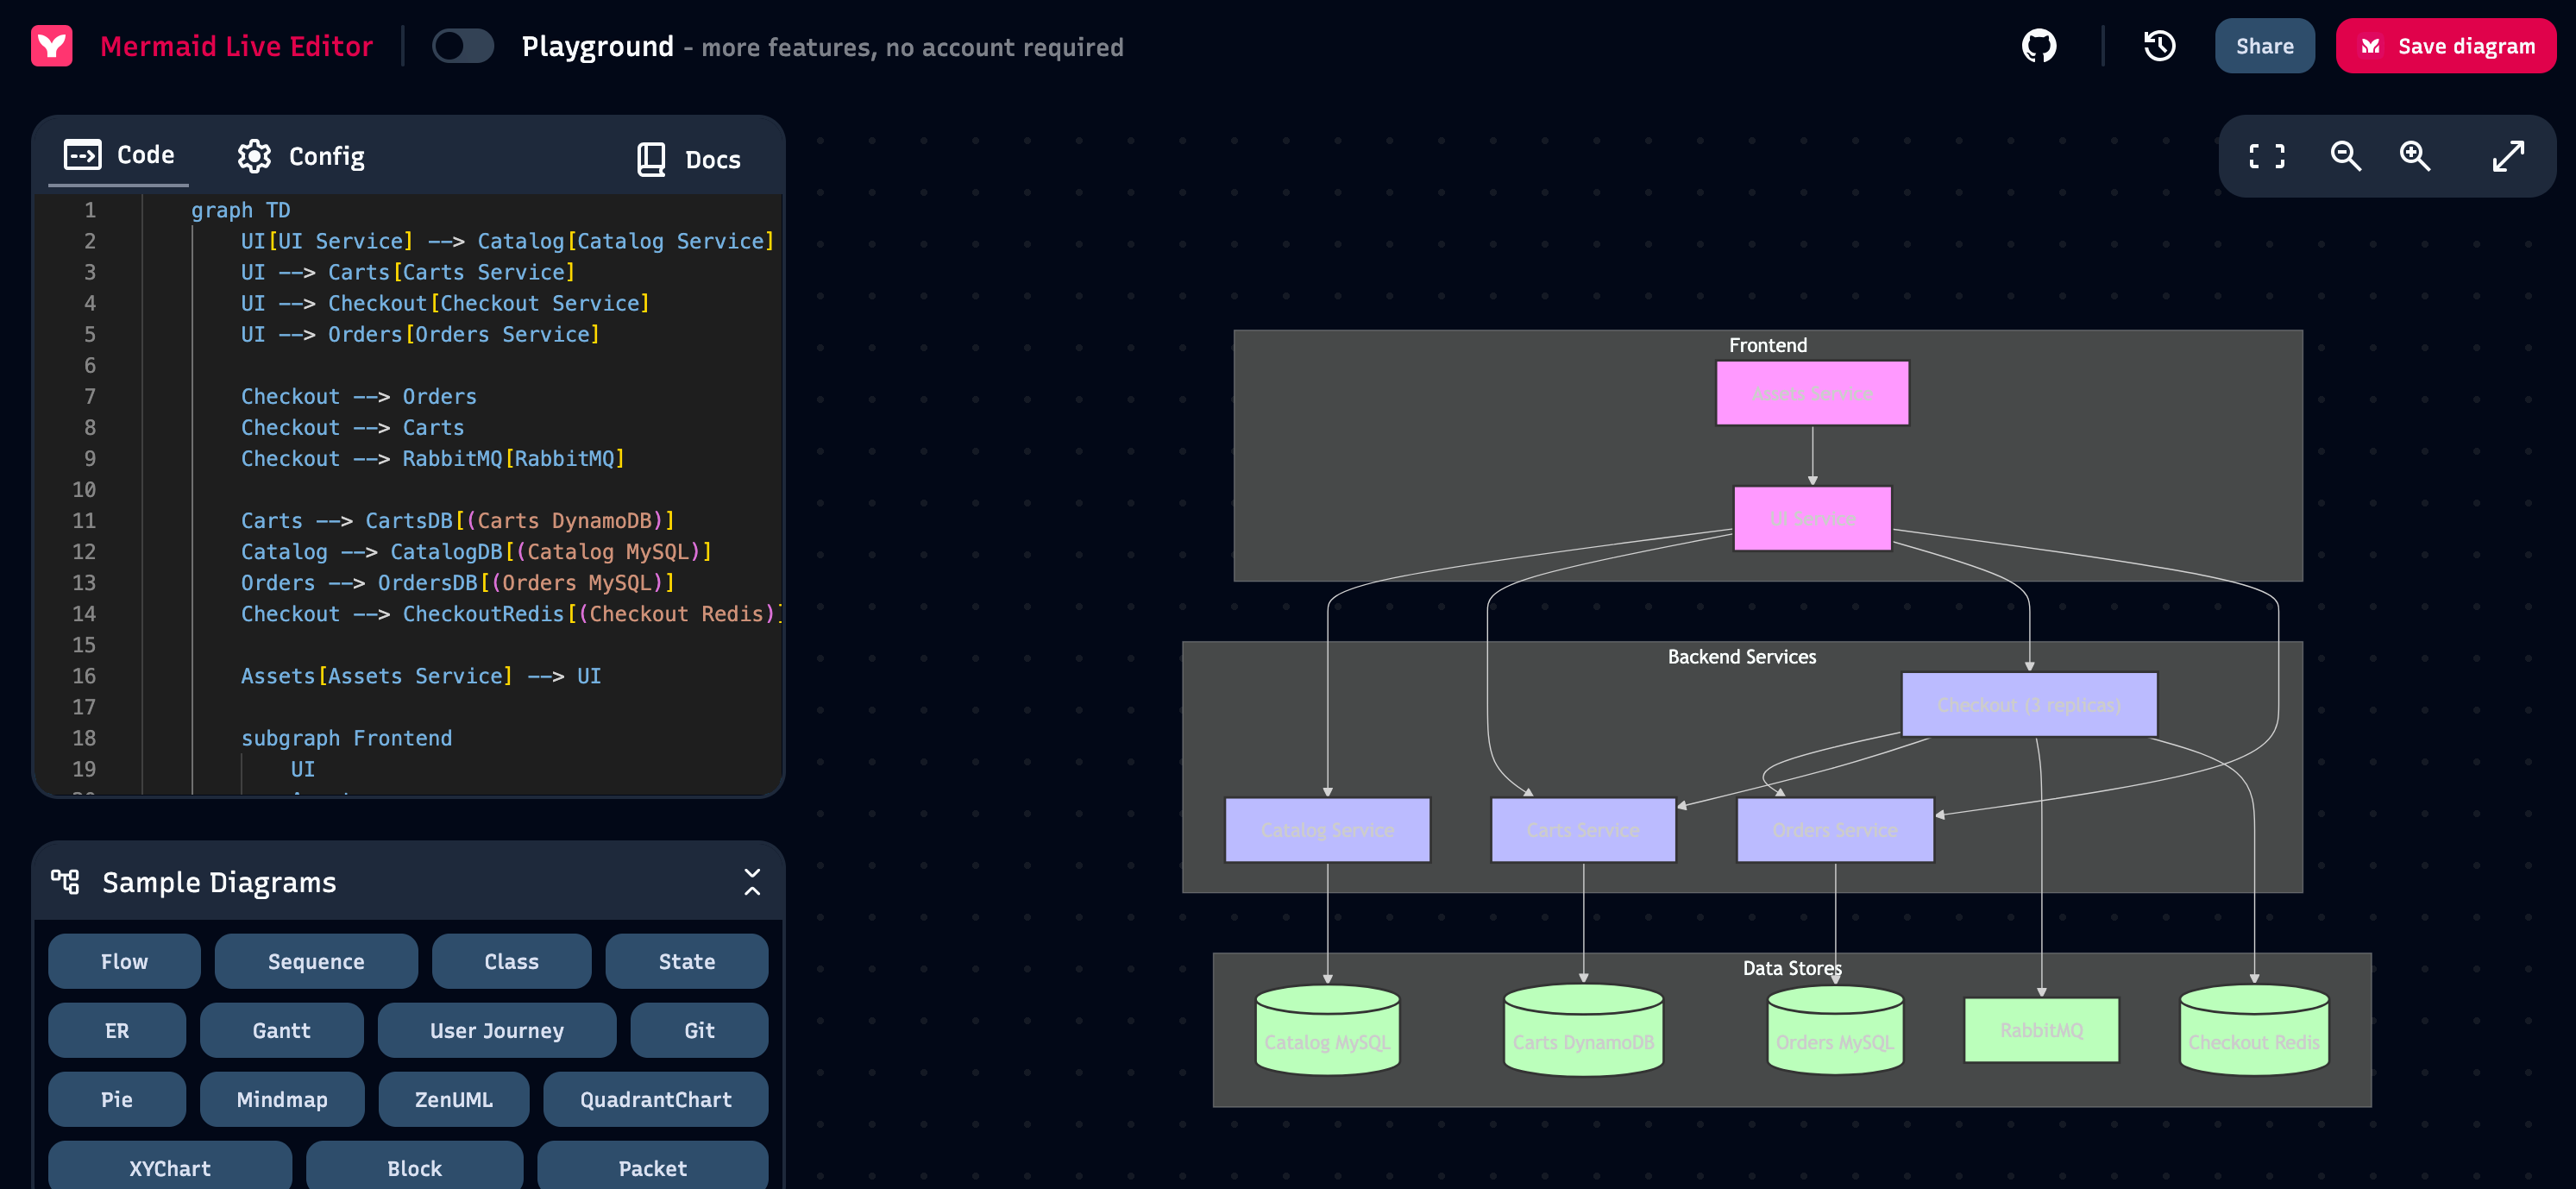 Mermaid Live Editor
Playground - more features, no account required
Share
Save diagram
Code
Config
Docs
1 graph TD
2 UI[UI Service] --> Catalog[Catalog Service]
3 UI --> Carts[Carts Service]
4 UI --> Checkout[Checkout Service]
5 UI --> Orders[Orders Service]
6
7 Checkout --> Orders
8 Checkout --> Carts
9 Checkout --> RabbitMQ[RabbitMQ]
10
11 Carts --> CartsDB[(Carts DynamoDB)]
12 Catalog --> CatalogDB[(Catalog MySQL)]
13 Orders --> OrdersDB[(Orders MySQL)]
14 Checkout --> CheckoutRedis[(Checkout Redis)]
15
16 Assets[Assets Service] --> UI
17
18 subgraph Frontend
19 UI
Sample Diagrams
Flow
Sequence
Class
State
ER
Gantt
User Journey
Git
Pie
Mindmap
ZenUML
QuadrantChart
XYChart
Block
Packet
Frontend
Assets Service
UI Service
Backend Services
Checkout (3 replicas)
Catalog Service
Carts Service
Orders Service
Data Stores
Catalog MySQL
Carts DynamoDB
Orders MySQL
RabbitMQ
Checkout Redis